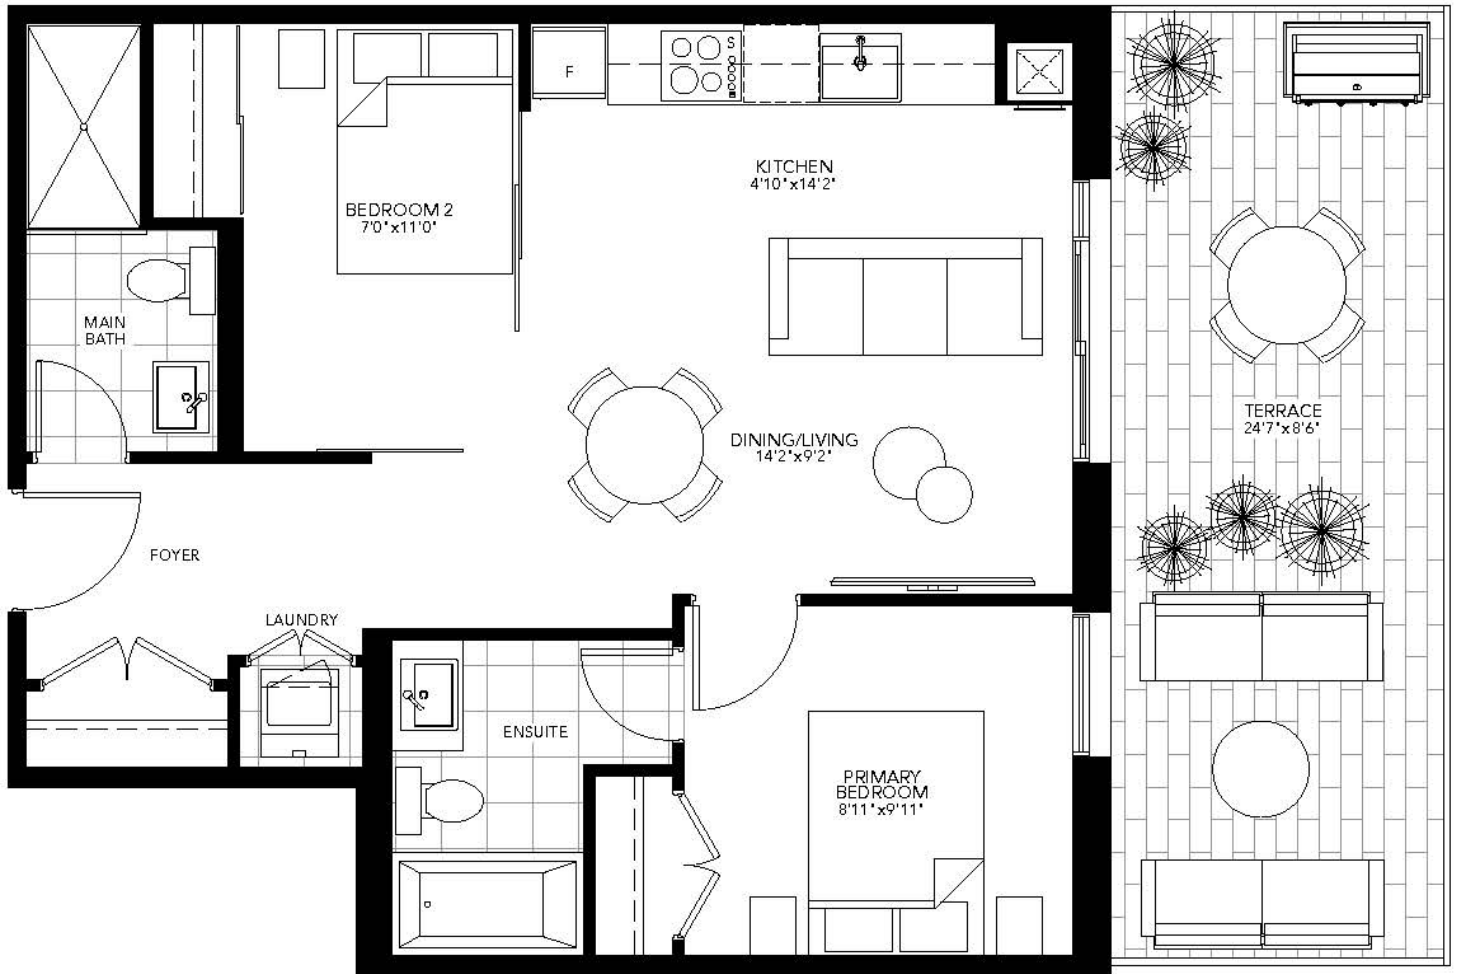 F
S
KITCHEN
4'10"x14'2"
BEDROOM 2
7'0"x11'0"
MAIN
BATH
TERRACE
24'7"x8'6"
DINING/LIVING
14'2"x9'2"
FOYER
LAUNDRY
ENSUITE
PRIMARY
BEDROOM
8'11"x9'11"